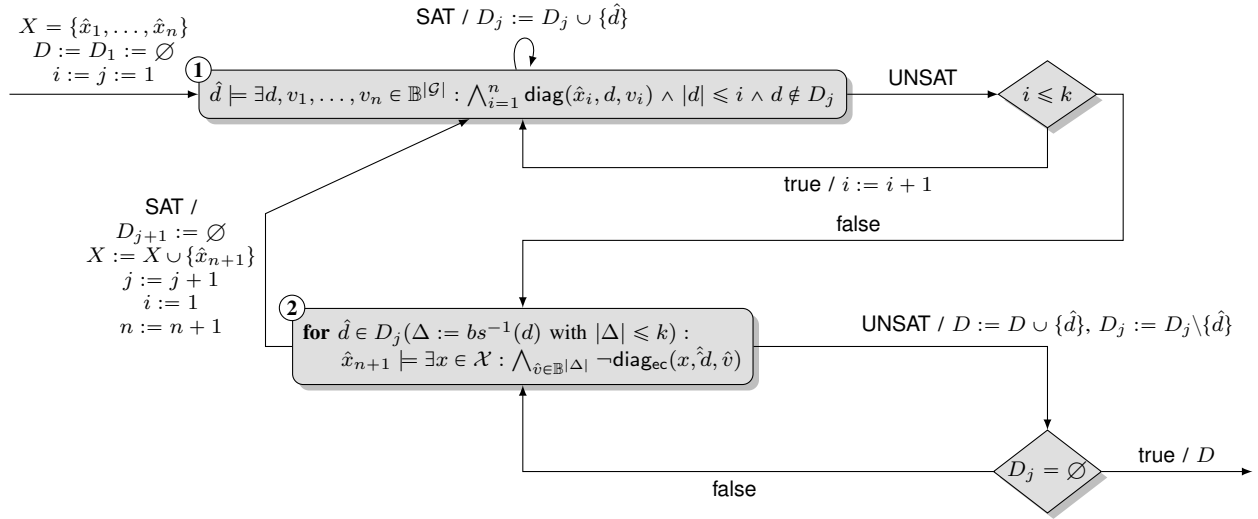 SAT / D_j := D_j ∪ {d̂}
X = {x̂_1, . . . , x̂_n}
D := D_1 := ∅
i := j := 1
1
d̂ ⊨ ∃d, v_1, . . . , v_n ∈ 𝔹^|𝒢| : ⋀_{i=1}^n diag(x̂_i, d, v_i) ∧ |d| ⩽ i ∧ d ∉ D_j
UNSAT
i ⩽ k
true / i := i + 1
false
SAT /
D_{j+1} := ∅
X := X ∪ {x̂_{n+1}}
j := j + 1
i := 1
n := n + 1
2
for d̂ ∈ D_j(Δ := bs^{-1}(d) with |Δ| ⩽ k) :
x̂_{n+1} ⊨ ∃x ∈ 𝒳 : ⋀_{v̂∈𝔹^|Δ|} ¬diag_ec(x, d̂, v̂)
UNSAT / D := D ∪ {d̂}, D_j := D_j\{d̂}
D_j = ∅
true / D
false